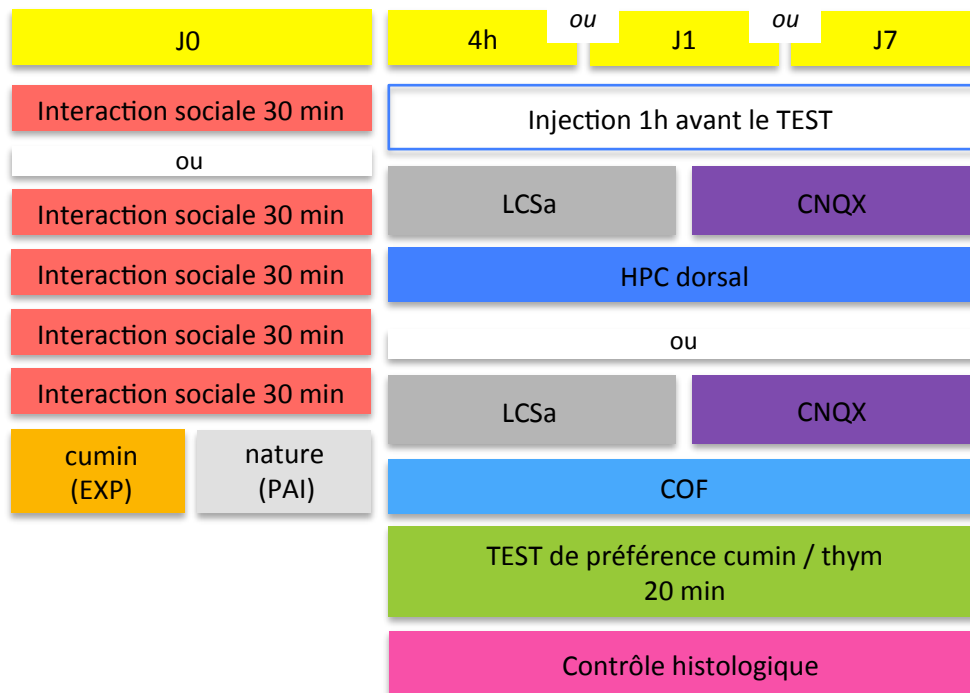 J0
Interaction sociale 30 min
ou
Interaction sociale 30 min
Interaction sociale 30 min
Interaction sociale 30 min
Interaction sociale 30 min
cumin
(EXP)
nature
(PAI)
4h
ou
J1
ou
J7
Injection 1h avant le TEST
LCSa
CNQX
HPC dorsal
ou
LCSa
CNQX
COF
TEST de préférence cumin / thym
20 min
Contrôle histologique